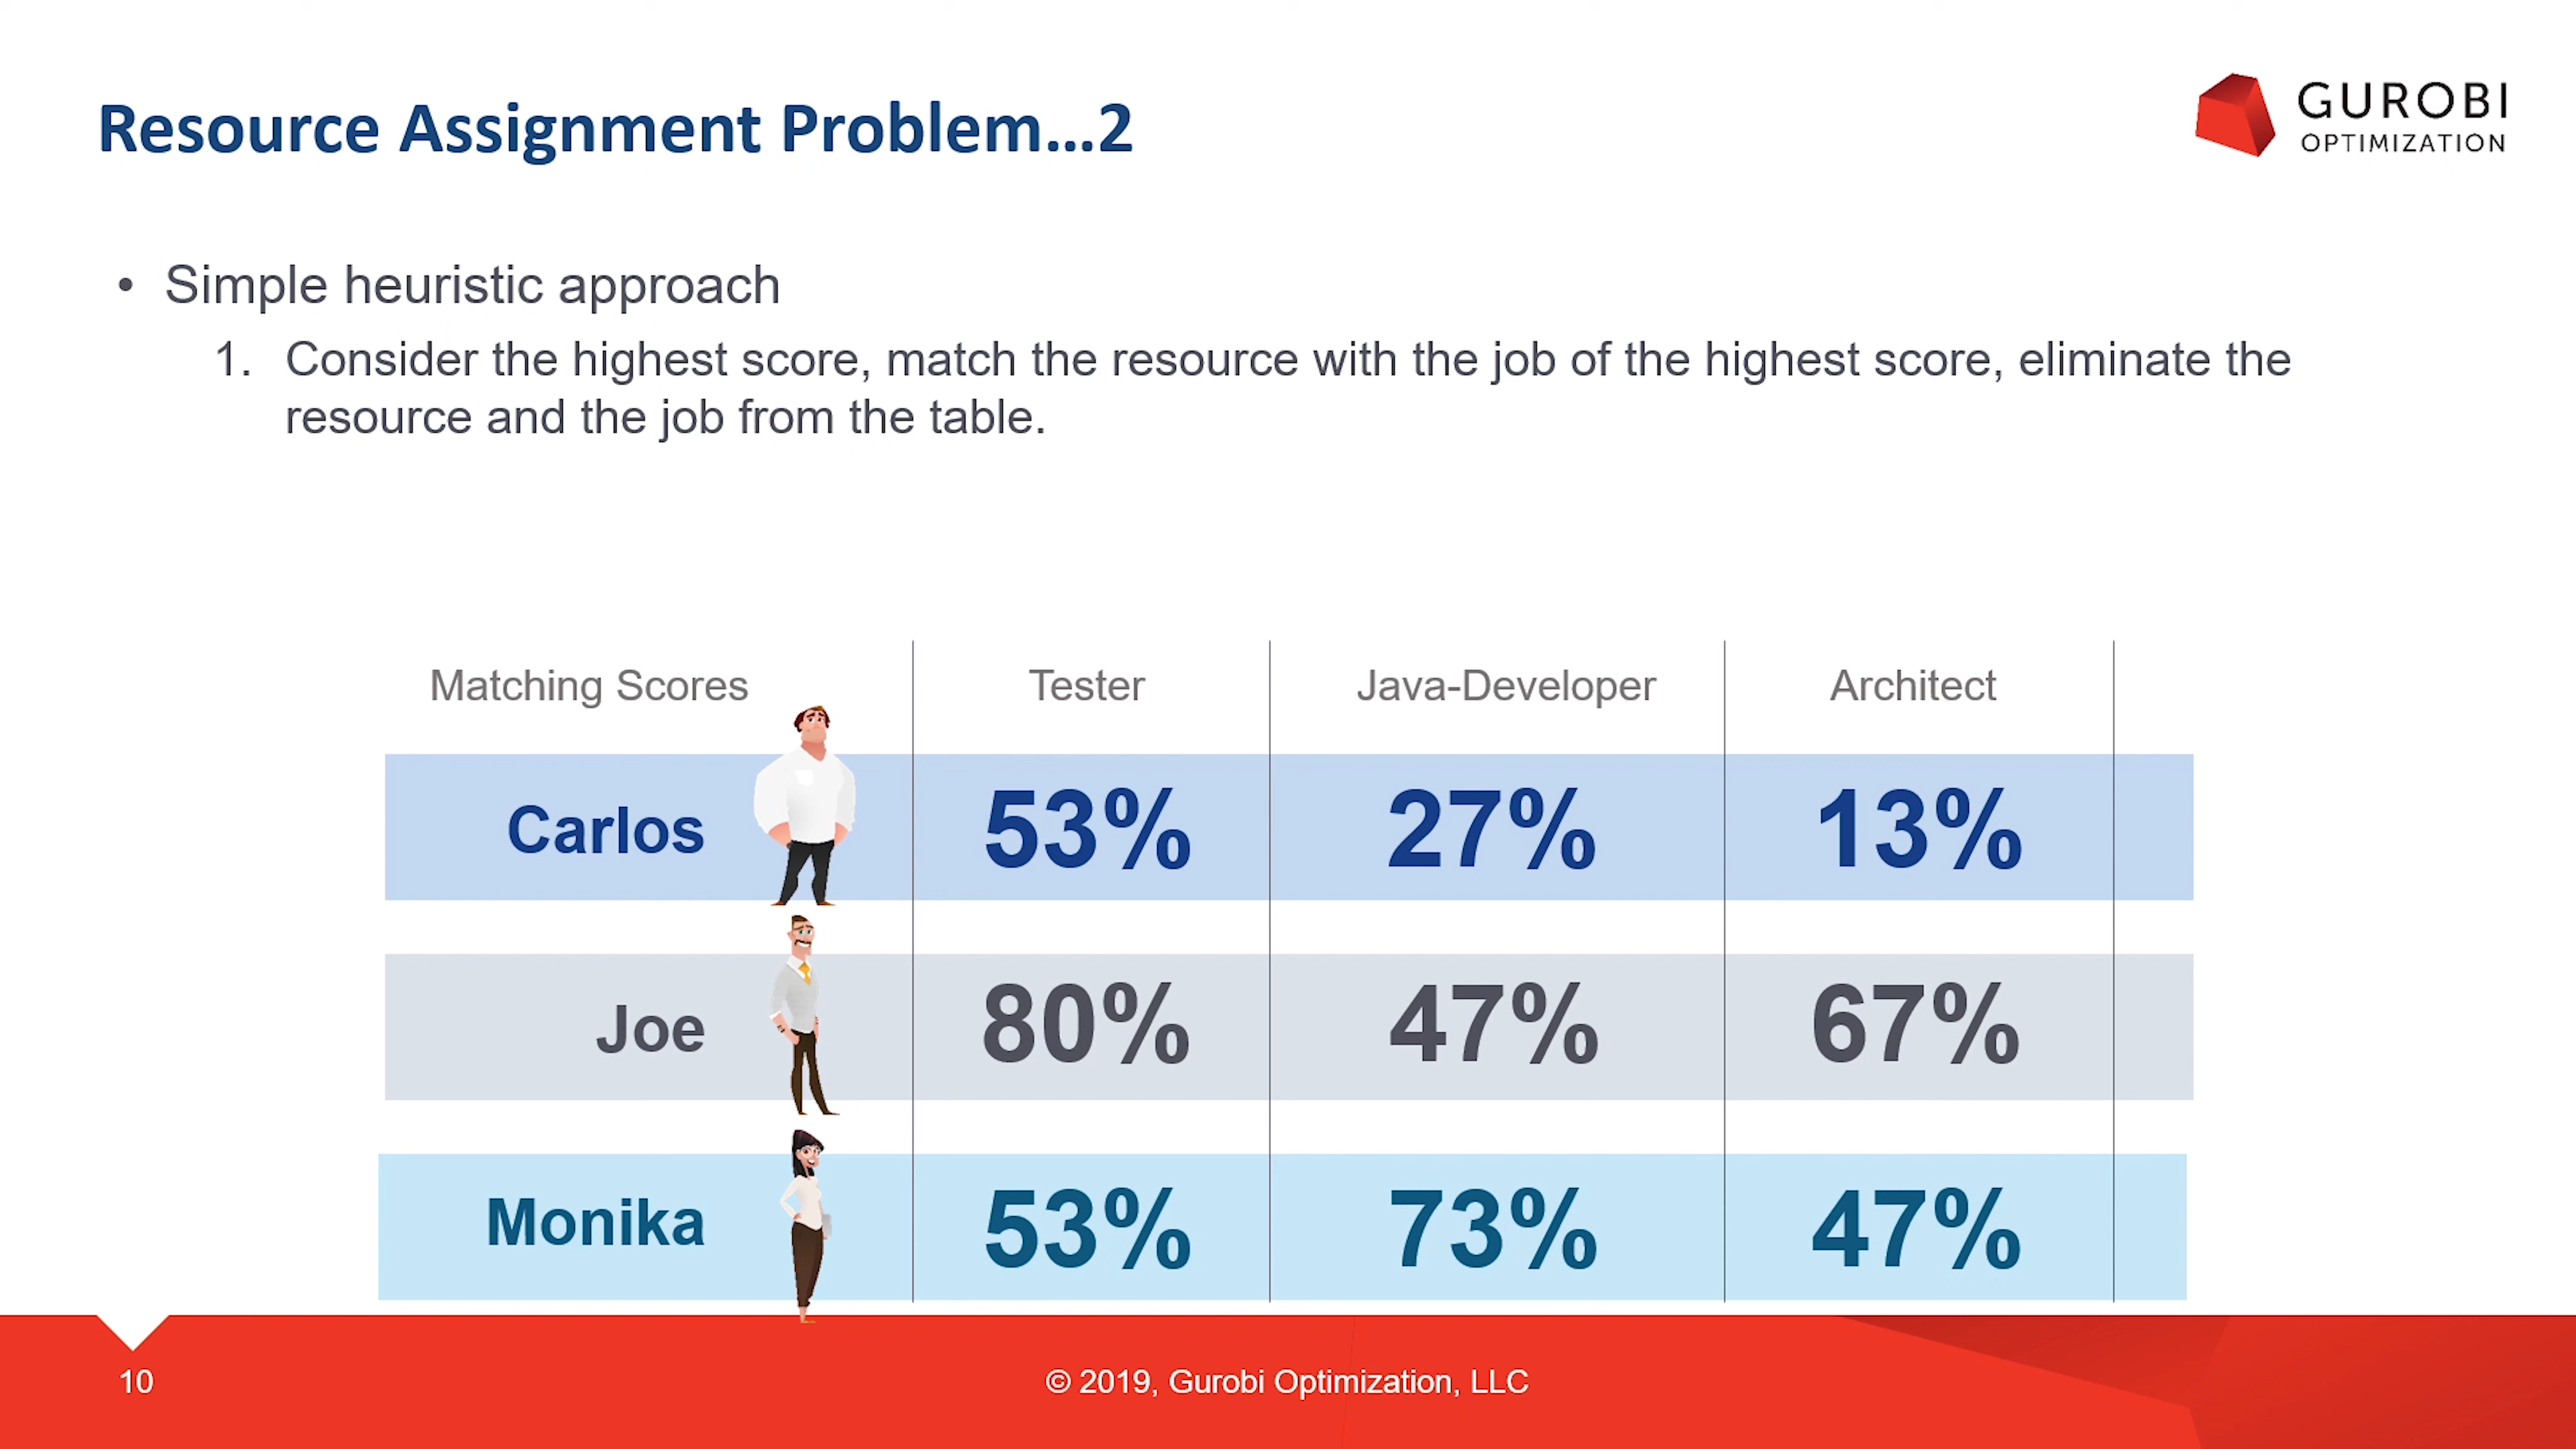 Resource Assignment Problem...2
GUROBI
OPTIMIZATION
• Simple heuristic approach
1. Consider the highest score, match the resource with the job of the highest score, eliminate the
resource and the job from the table.
Matching Scores Tester Java-Developer Architect
Carlos 53% 27% 13%
Joe 80% 47% 67%
Monika 53% 73% 47%
10 © 2019, Gurobi Optimization, LLC